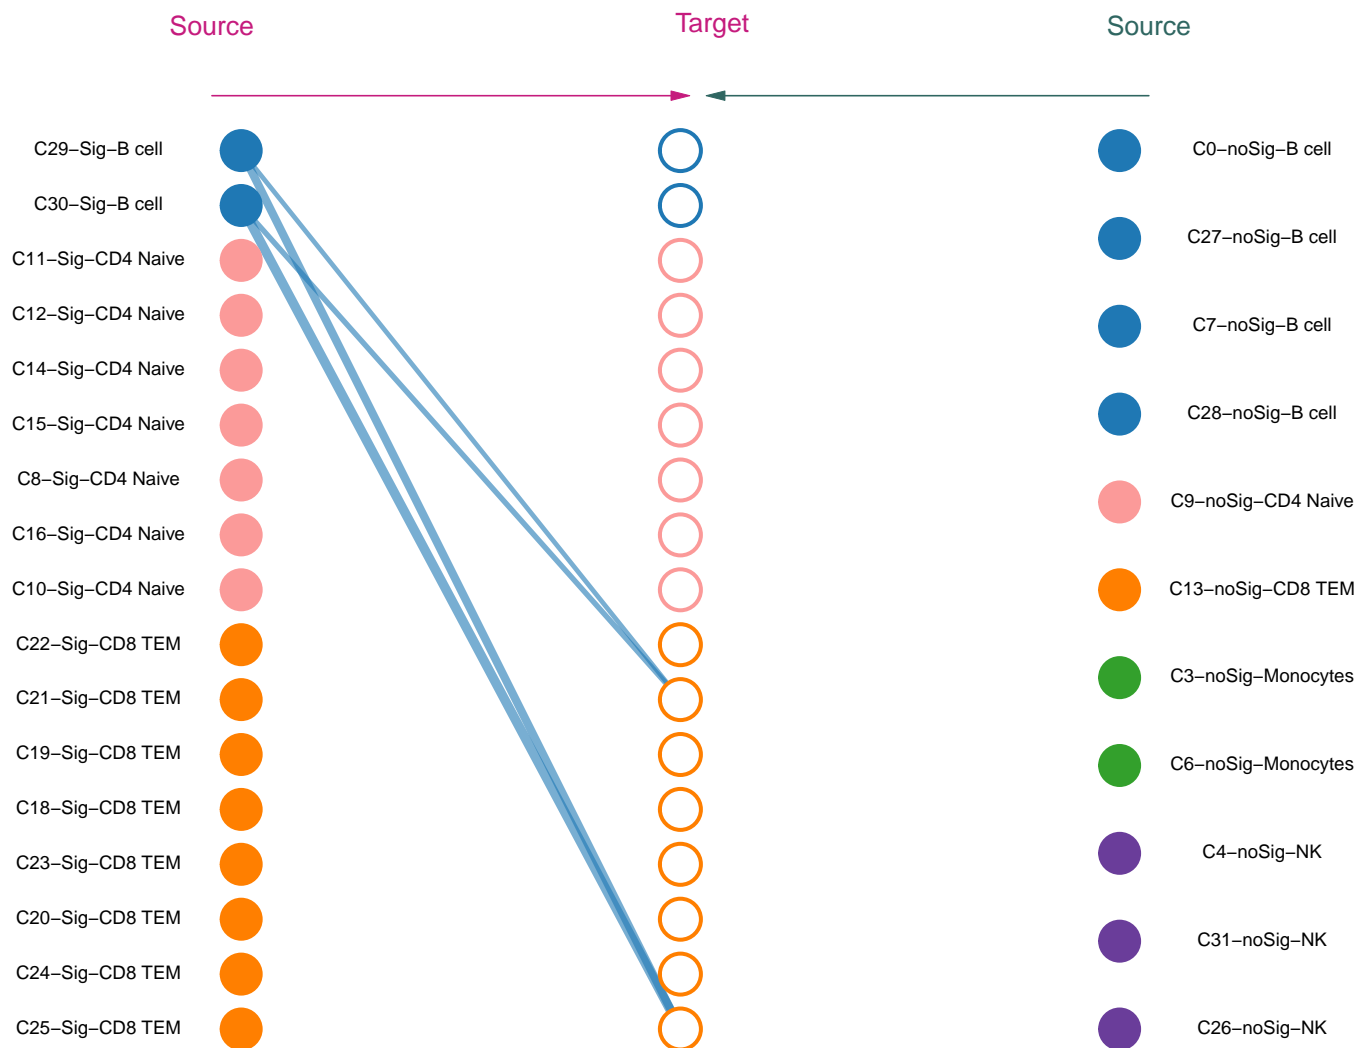 Source
Target
Source
C29–Sig–B cell
C30–Sig–B cell
C11–Sig–CD4 Naive
C12–Sig–CD4 Naive
C14–Sig–CD4 Naive
C15–Sig–CD4 Naive
C8–Sig–CD4 Naive
C16–Sig–CD4 Naive
C10–Sig–CD4 Naive
C22–Sig–CD8 TEM
C21–Sig–CD8 TEM
C19–Sig–CD8 TEM
C18–Sig–CD8 TEM
C23–Sig–CD8 TEM
C20–Sig–CD8 TEM
C24–Sig–CD8 TEM
C25–Sig–CD8 TEM
C0–noSig–B cell
C27–noSig–B cell
C7–noSig–B cell
C28–noSig–B cell
C9–noSig–CD4 Naive
C13–noSig–CD8 TEM
C3–noSig–Monocytes
C6–noSig–Monocytes
C4–noSig–NK
C31–noSig–NK
C26–noSig–NK